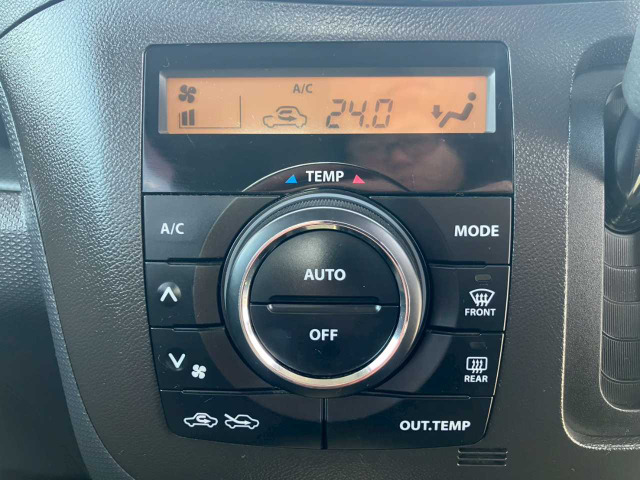 A/C
24.0
TEMP
A/C
MODE
AUTO
OFF
FRONT
REAR
OUT.TEMP